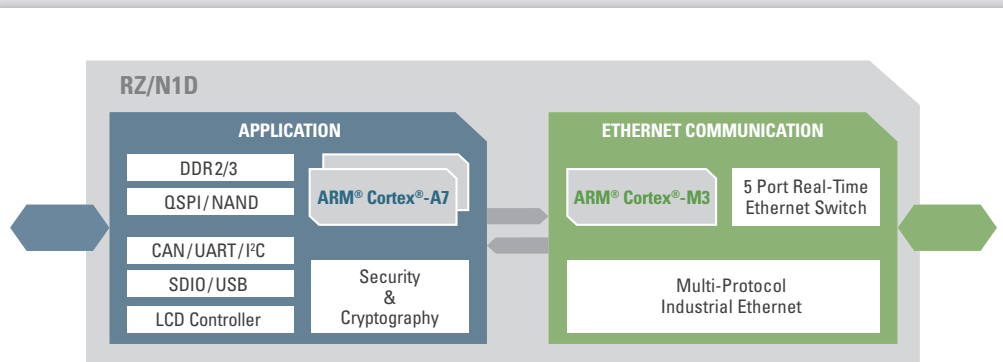 RZ/N1D
APPLICATION
DDR2/3
QSPI/NAND
CAN/UART/I²C
SDIO/USB
LCD Controller
ARM® Cortex®-A7
Security
&
Cryptography
ETHERNET COMMUNICATION
ARM® Cortex®-M3
5 Port Real-Time
Ethernet Switch
Multi-Protocol
Industrial Ethernet